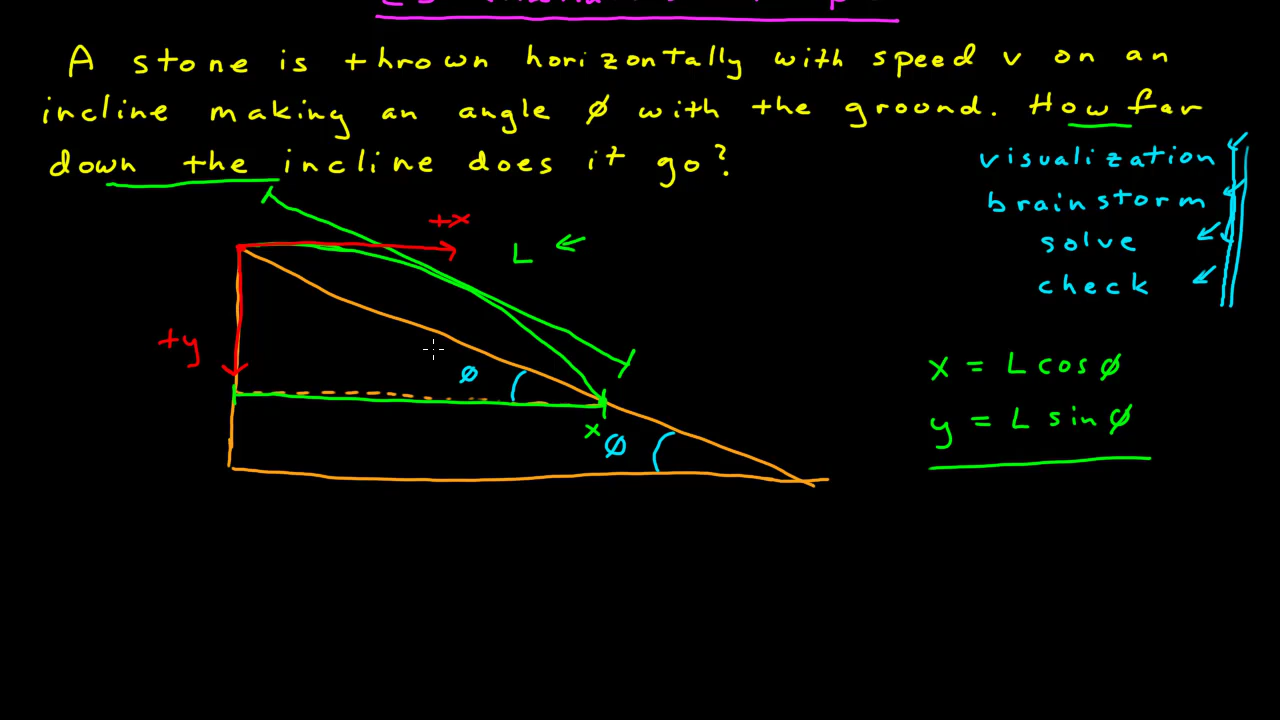 A stone is thrown horizontally with speed v on an
incline making an angle ϕ with the ground. How far
down the incline does it go?
visualization
brainstorm
solve
check
+x
L
+y
ϕ
x
ϕ
x = L cos ϕ
y = L sin ϕ